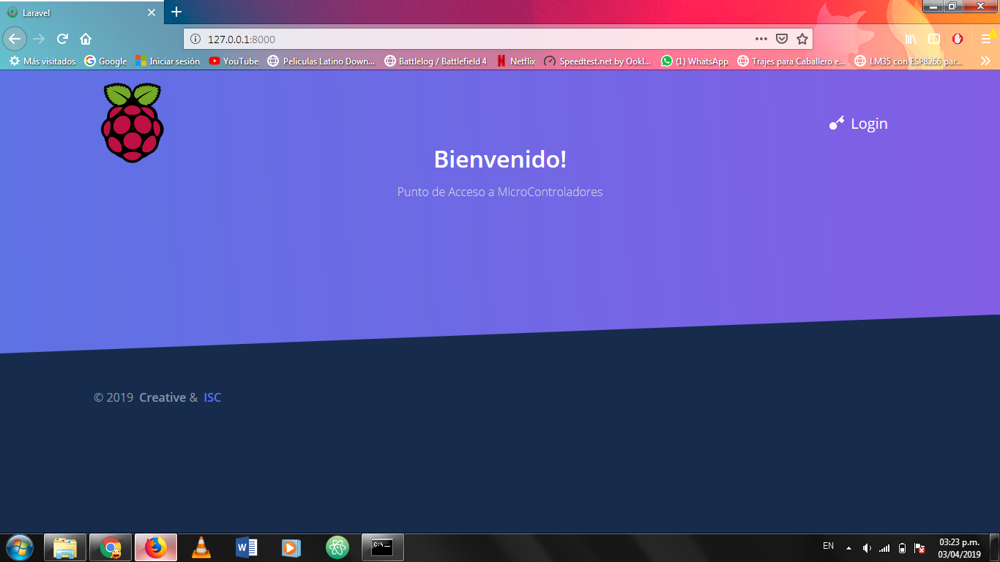 Laravel
127.0.0.1:8000
Más visitados Google Iniciar sesión YouTube Peliculas Latino Down... Battlelog / Battlefield 4 Netflix Speedtest.net by Ookl... (1) WhatsApp Trajes para Caballero e... LM35 con ESP8266 par...
Login
Bienvenido!
Punto de Acceso a MicroControladores
© 2019 Creative & ISC
C:\
EN
03:23 p.m.
03/04/2019